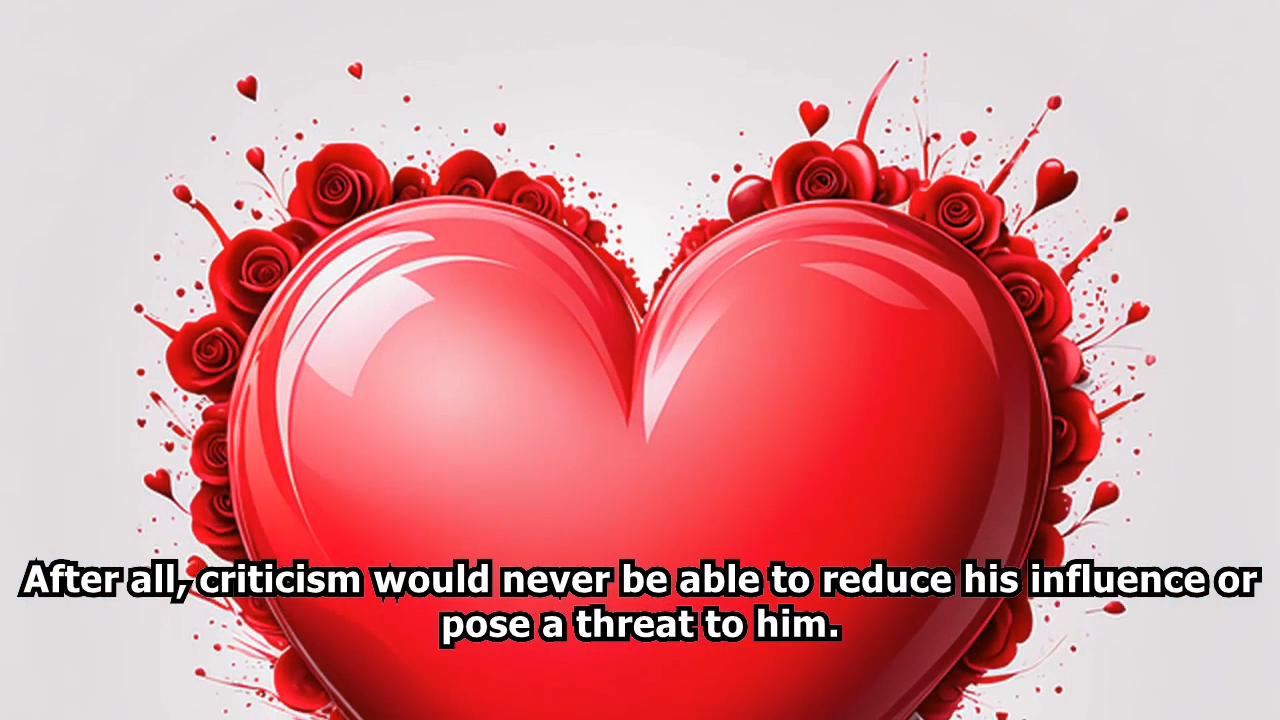 After all, criticism would never be able to reduce his influence or
pose a threat to him.